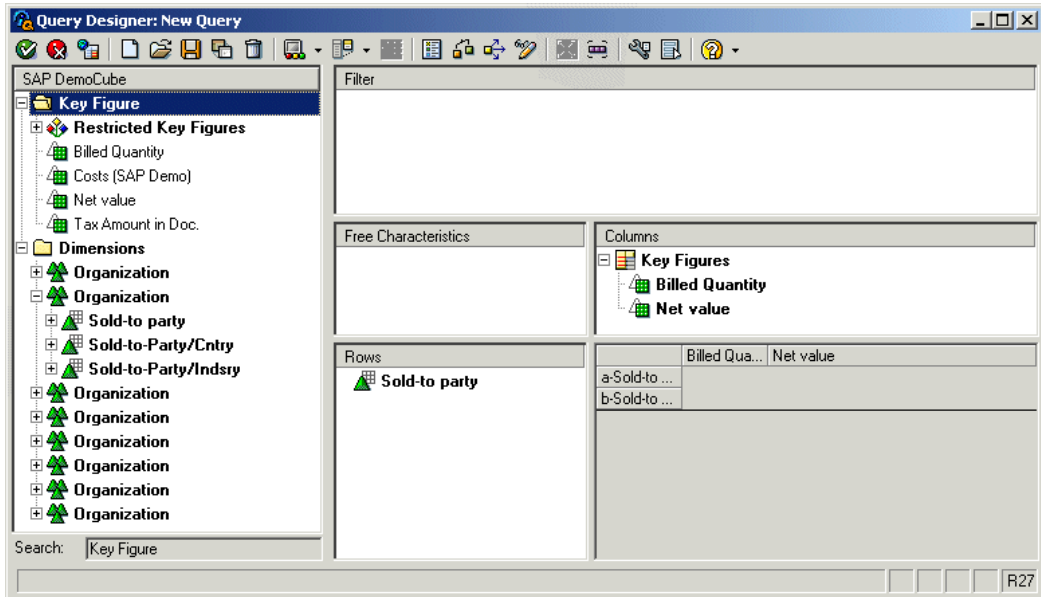 Query Designer: New Query
SAP DemoCube
Key Figure
Restricted Key Figures
Billed Quantity
Costs (SAP Demo)
Net value
Tax Amount in Doc.
Dimensions
Organization
Organization
Sold-to party
Sold-to-Party/Cntry
Sold-to-Party/Indsry
Organization
Organization
Organization
Organization
Organization
Organization
Search: Key Figure
Filter
Free Characteristics
Columns
Key Figures
Billed Quantity
Net value
Rows
Sold-to party
Billed Qua... Net value
a-Sold-to ...
b-Sold-to ...
R27